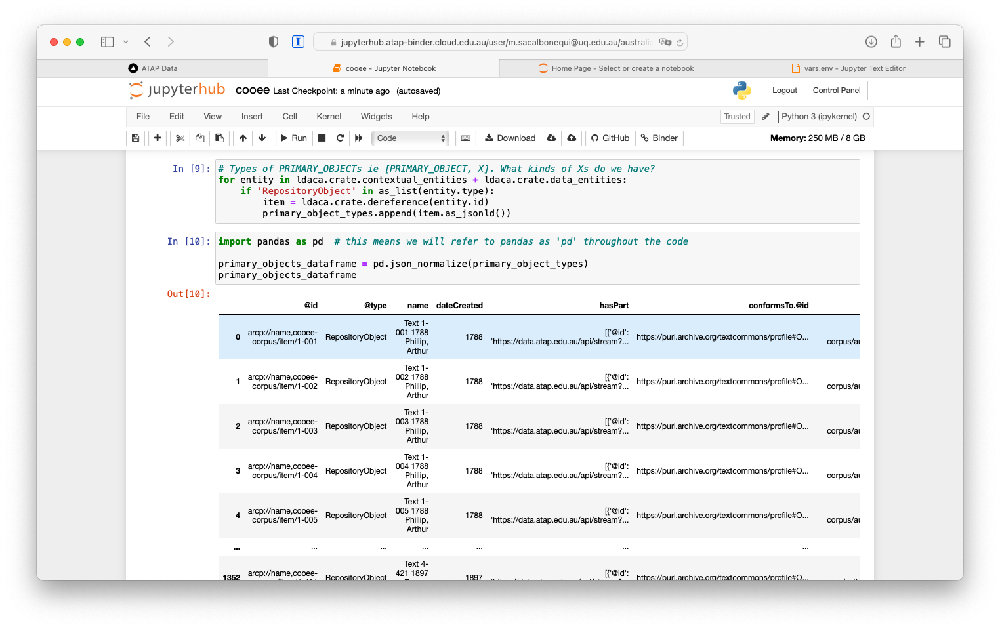 jupyterhub.atap-binder.cloud.edu.au/user/m.sacalbonequi@uq.edu.au/australia
ATAP Data
cooee - Jupyter Notebook
Home Page - Select or create a notebook
vars.env - Jupyter Text Editor
jupyterhub cooee Last Checkpoint: a minute ago (autosaved)
Logout Control Panel
File Edit View Insert Cell Kernel Widgets Help
Trusted Python 3 (ipykernel)
Run Code Download GitHub Binder Memory: 250 MB / 8 GB
In [9]: # Types of PRIMARY_OBJECTs ie [PRIMARY_OBJECT, X]. What kinds of Xs do we have?
for entity in ldaca.crate.contextual_entities + ldaca.crate.data_entities:
if 'RepositoryObject' in as_list(entity.type):
item = ldaca.crate.dereference(entity.id)
primary_object_types.append(item.as_jsonld())
In [10]: import pandas as pd # this means we will refer to pandas as 'pd' throughout the code
primary_objects_dataframe = pd.json_normalize(primary_object_types)
primary_objects_dataframe
Out[10]:
@id @type name dateCreated hasPart conformsTo.@id
0 arcp://name,cooee-corpus/item/1-001 RepositoryObject Text 1-001 1788 Phillip, Arthur 1788 [{'@id': 'https://data.atap.edu.au/api/stream?... https://purl.archive.org/textcommons/profile#O... corpus/au
1 arcp://name,cooee-corpus/item/1-002 RepositoryObject Text 1-002 1788 Phillip, Arthur 1788 [{'@id': 'https://data.atap.edu.au/api/stream?... https://purl.archive.org/textcommons/profile#O... corpus/au
2 arcp://name,cooee-corpus/item/1-003 RepositoryObject Text 1-003 1788 Phillip, Arthur 1788 [{'@id': 'https://data.atap.edu.au/api/stream?... https://purl.archive.org/textcommons/profile#O... corpus/au
3 arcp://name,cooee-corpus/item/1-004 RepositoryObject Text 1-004 1788 Phillip, Arthur 1788 [{'@id': 'https://data.atap.edu.au/api/stream?... https://purl.archive.org/textcommons/profile#O... corpus/au
4 arcp://name,cooee-corpus/item/1-005 RepositoryObject Text 1-005 1788 Phillip, Arthur 1788 [{'@id': 'https://data.atap.edu.au/api/stream?... https://purl.archive.org/textcommons/profile#O... corpus/au
... ... ... ... ... ... ...
1352 arcp://name,cooee- RepositoryObject Text 4-421 1897 1897 [{'@id': https://purl.archive.org/textcommons/profile#O...